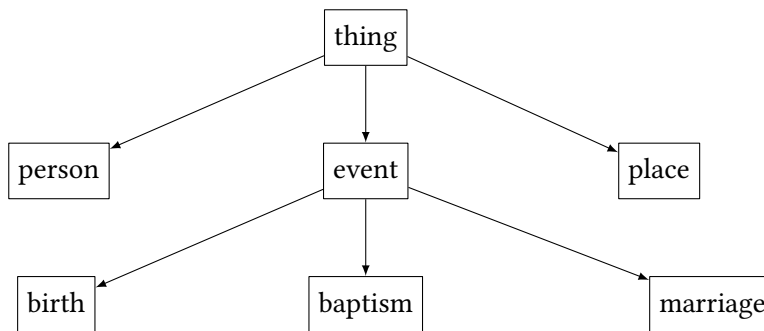 thing
person
event
place
birth
baptism
marriage